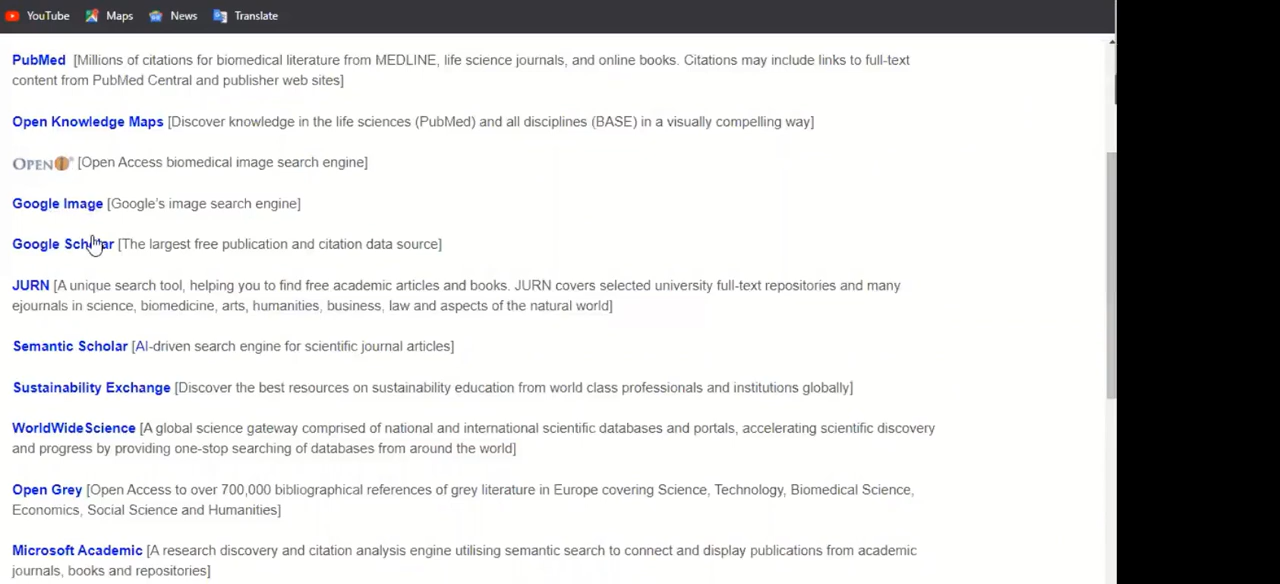 YouTube Maps News Translate
PubMed [Millions of citations for biomedical literature from MEDLINE, life science journals, and online books. Citations may include links to full-text
content from PubMed Central and publisher web sites]
Open Knowledge Maps [Discover knowledge in the life sciences (PubMed) and all disciplines (BASE) in a visually compelling way]
OPENi [Open Access biomedical image search engine]
Google Image [Google's image search engine]
Google Scholar [The largest free publication and citation data source]
JURN [A unique search tool, helping you to find free academic articles and books. JURN covers selected university full-text repositories and many
ejournals in science, biomedicine, arts, humanities, business, law and aspects of the natural world]
Semantic Scholar [AI-driven search engine for scientific journal articles]
Sustainability Exchange [Discover the best resources on sustainability education from world class professionals and institutions globally]
WorldWideScience [A global science gateway comprised of national and international scientific databases and portals, accelerating scientific discovery
and progress by providing one-stop searching of databases from around the world]
Open Grey [Open Access to over 700,000 bibliographical references of grey literature in Europe covering Science, Technology, Biomedical Science,
Economics, Social Science and Humanities]
Microsoft Academic [A research discovery and citation analysis engine utilising semantic search to connect and display publications from academic
journals, books and repositories]